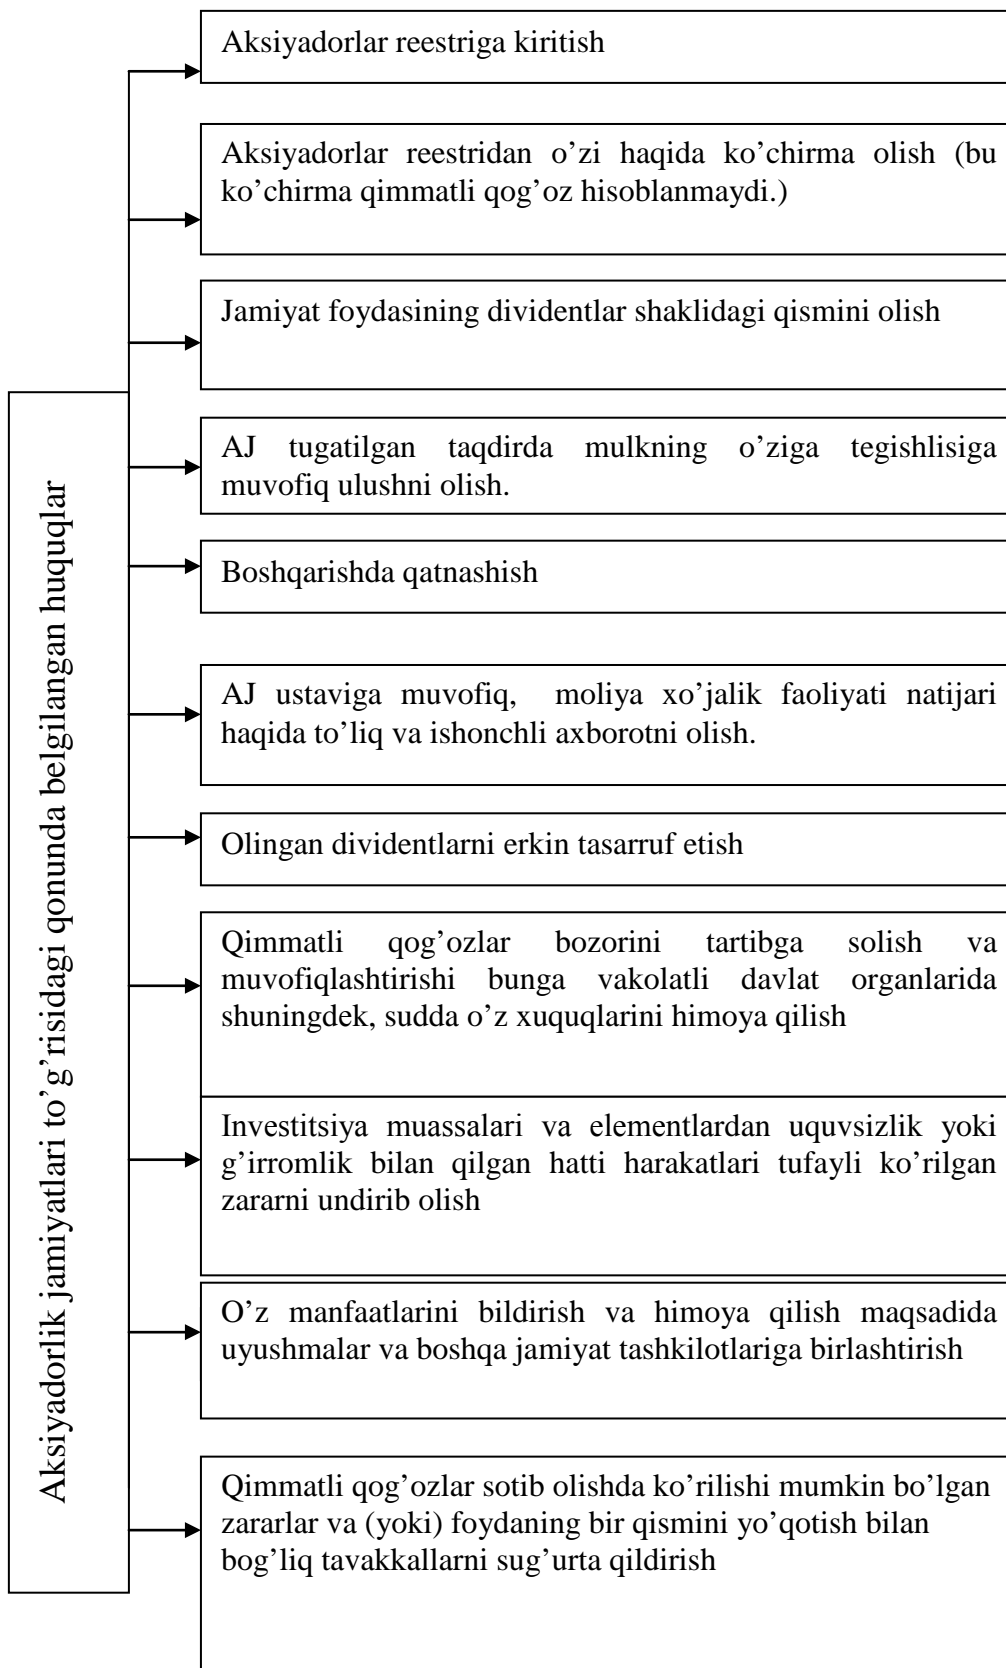 Aksiyadorlik jamiyatlari to’g’risidagi qonunda belgilangan huquqlar
Aksiyadorlar reestriga kiritish
Aksiyadorlar reestridan o’zi haqida ko’chirma olish (bu
ko’chirma qimmatli qog’oz hisoblanmaydi.)
Jamiyat foydasining dividentlar shaklidagi qismini olish
AJ tugatilgan taqdirda mulkning o’ziga tegishlisiga
muvofiq ulushni olish.
Boshqarishda qatnashish
AJ ustaviga muvofiq, moliya xo’jalik faoliyati natijari
haqida to’liq va ishonchli axborotni olish.
Olingan dividentlarni erkin tasarruf etish
Qimmatli qog’ozlar bozorini tartibga solish va
muvofiqlashtirishi bunga vakolatli davlat organlarida
shuningdek, sudda o’z xuquqlarini himoya qilish
Investitsiya muassalari va elementlardan uquvsizlik yoki
g’irromlik bilan qilgan hatti harakatlari tufayli ko’rilgan
zararni undirib olish
O’z manfaatlarini bildirish va himoya qilish maqsadida
uyushmalar va boshqa jamiyat tashkilotlariga birlashtirish
Qimmatli qog’ozlar sotib olishda ko’rilishi mumkin bo’lgan
zararlar va (yoki) foydaning bir qismini yo’qotish bilan
bog’liq tavakkallarni sug’urta qildirish